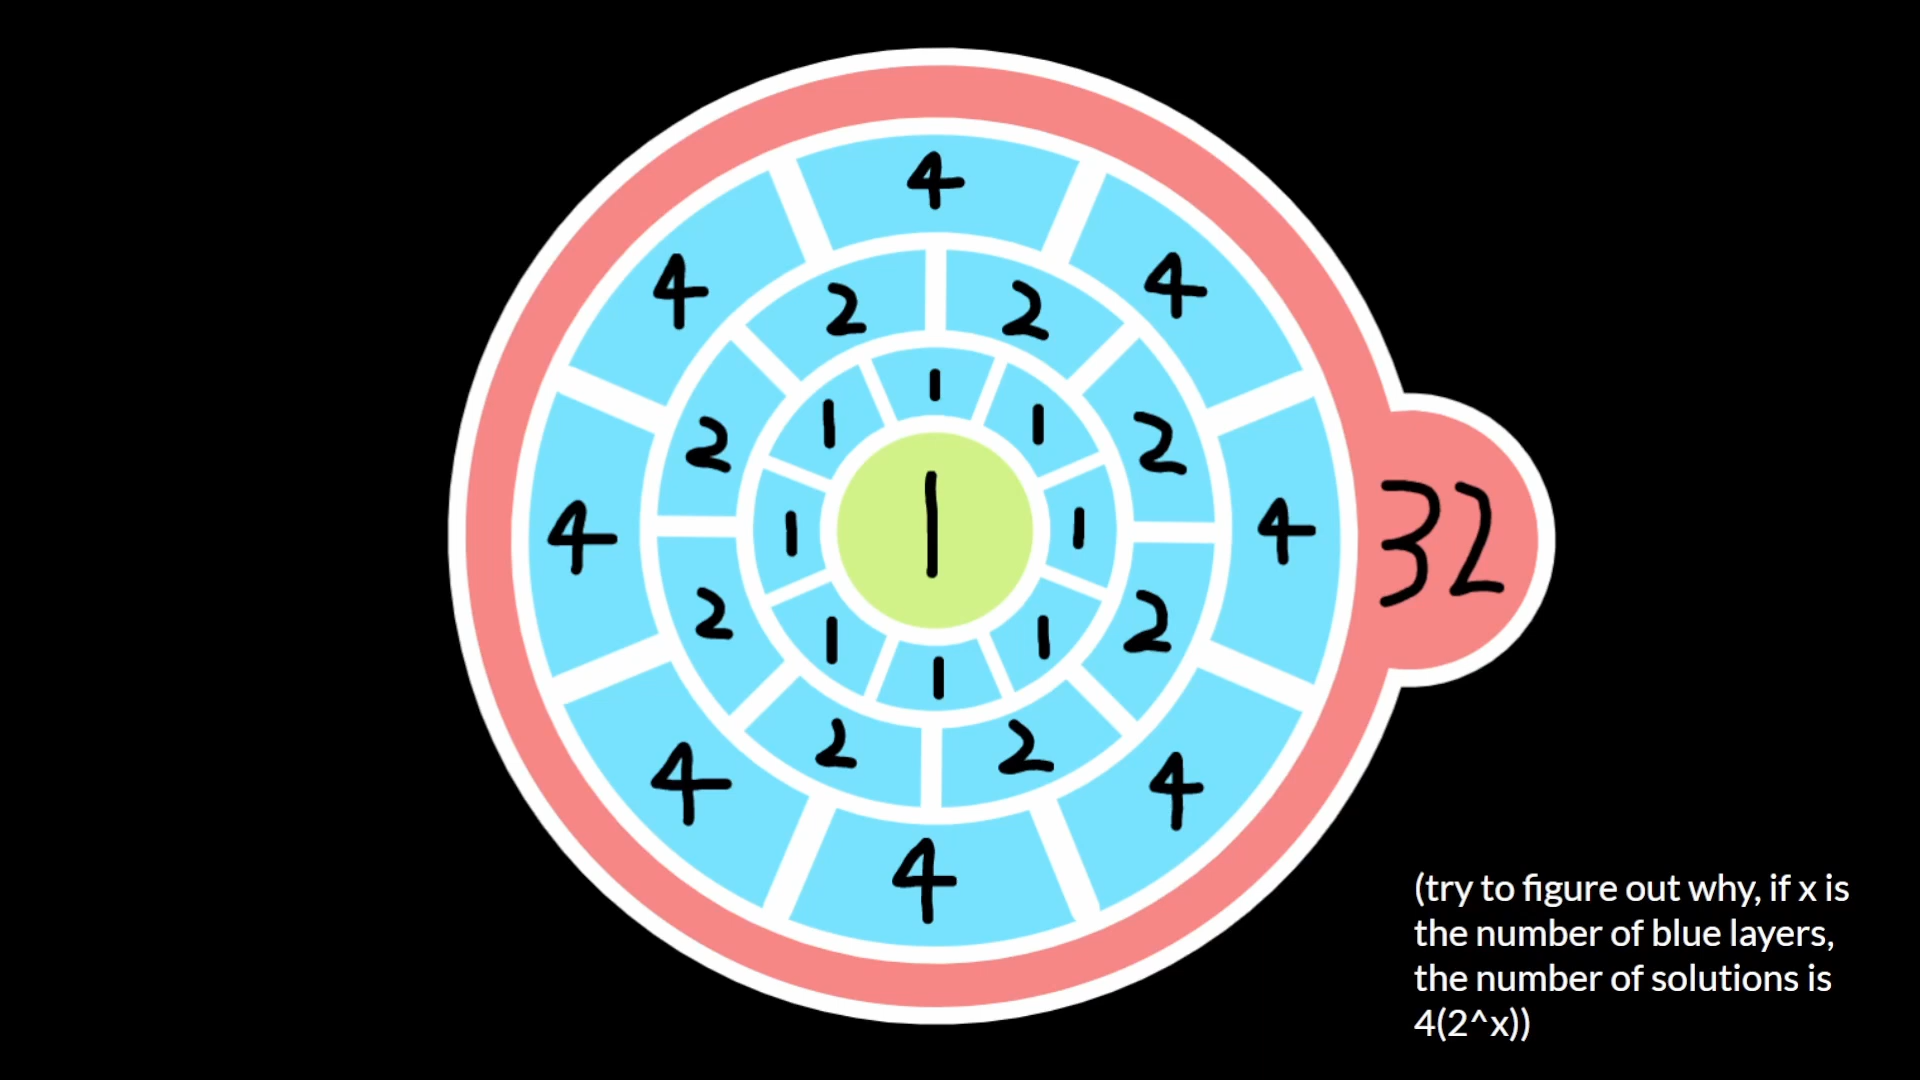 4
4 4
2 2
1
1 1
2 2
4 1 1 1 4 32
2 2
1 1
1
2 2
4 4
4
(try to figure out why, if x is
the number of blue layers,
the number of solutions is
4(2^x))